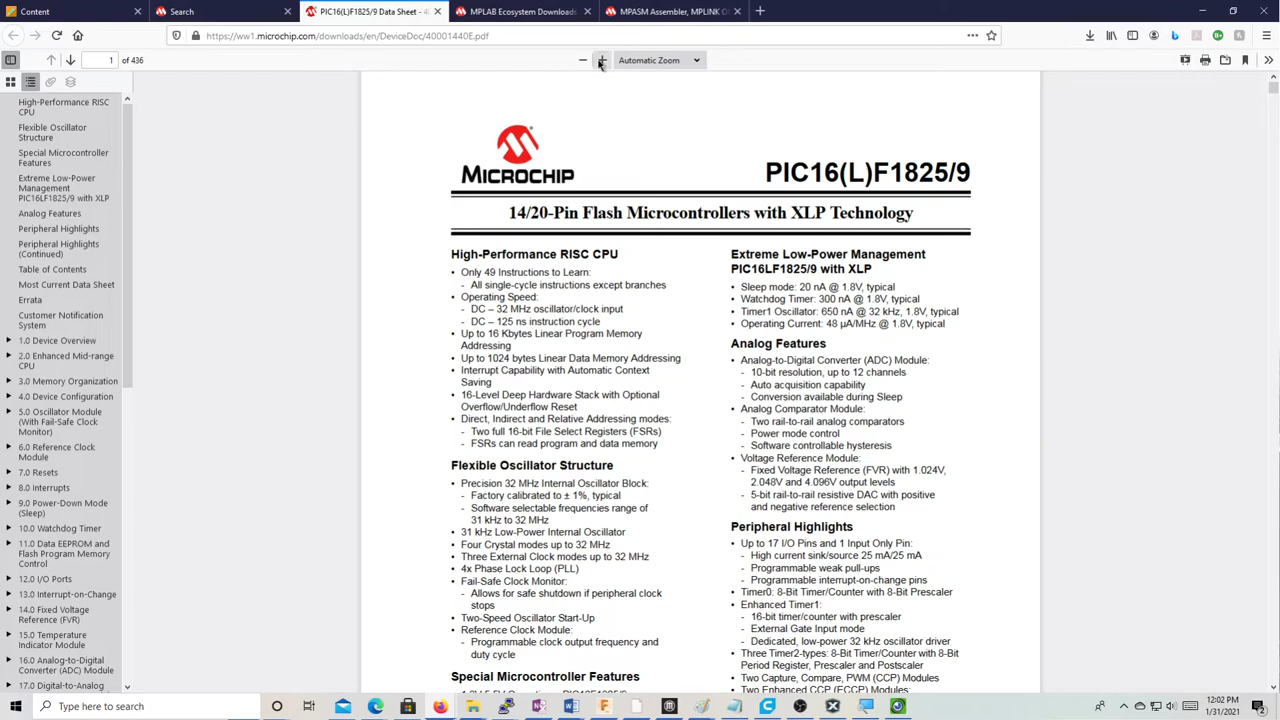 Content
Search
PIC16(L)F1825/9 Data Sheet - 4
MPLAB Ecosystem Downloads
MPASM Assembler, MPLINK O
https://ww1.microchip.com/downloads/en/DeviceDoc/40001440E.pdf
1 of 436
Automatic Zoom
High-Performance RISC
CPU
Flexible Oscillator
Structure
Special Microcontroller
Features
Extreme Low-Power
Management
PIC16LF1825/9 with XLP
Analog Features
Peripheral Highlights
Peripheral Highlights
(Continued)
Table of Contents
Most Current Data Sheet
Errata
Customer Notification
System
1.0 Device Overview
2.0 Enhanced Mid-range
CPU
3.0 Memory Organization
4.0 Device Configuration
5.0 Oscillator Module
(With Fail-Safe Clock
Monitor)
6.0 Reference Clock
Module
7.0 Resets
8.0 Interrupts
9.0 Power-Down Mode
(Sleep)
10.0 Watchdog Timer
11.0 Data EEPROM and
Flash Program Memory
Control
12.0 I/O Ports
13.0 Interrupt-on-Change
14.0 Fixed Voltage
Reference (FVR)
15.0 Temperature
Indicator Module
16.0 Analog-to-Digital
Converter (ADC) Module
17.0 Digital-to-Analog
MICROCHIP
PIC16(L)F1825/9
14/20-Pin Flash Microcontrollers with XLP Technology
High-Performance RISC CPU
• Only 49 Instructions to Learn:
- All single-cycle instructions except branches
• Operating Speed:
- DC – 32 MHz oscillator/clock input
- DC – 125 ns instruction cycle
• Up to 16 Kbytes Linear Program Memory
Addressing
• Up to 1024 bytes Linear Data Memory Addressing
• Interrupt Capability with Automatic Context
Saving
• 16-Level Deep Hardware Stack with Optional
Overflow/Underflow Reset
• Direct, Indirect and Relative Addressing modes:
- Two full 16-bit File Select Registers (FSRs)
- FSRs can read program and data memory
Flexible Oscillator Structure
• Precision 32 MHz Internal Oscillator Block:
- Factory calibrated to ± 1%, typical
- Software selectable frequencies range of
31 kHz to 32 MHz
• 31 kHz Low-Power Internal Oscillator
• Four Crystal modes up to 32 MHz
• Three External Clock modes up to 32 MHz
• 4x Phase Lock Loop (PLL)
• Fail-Safe Clock Monitor:
- Allows for safe shutdown if peripheral clock
stops
• Two-Speed Oscillator Start-Up
• Reference Clock Module:
- Programmable clock output frequency and
duty cycle
Special Microcontroller Features
Extreme Low-Power Management
PIC16LF1825/9 with XLP
• Sleep mode: 20 nA @ 1.8V, typical
• Watchdog Timer: 300 nA @ 1.8V, typical
• Timer1 Oscillator: 650 nA @ 32 kHz, 1.8V, typical
• Operating Current: 48 µA/MHz @ 1.8V, typical
Analog Features
• Analog-to-Digital Converter (ADC) Module:
- 10-bit resolution, up to 12 channels
- Auto acquisition capability
- Conversion available during Sleep
• Analog Comparator Module:
- Two rail-to-rail analog comparators
- Power mode control
- Software controllable hysteresis
• Voltage Reference Module:
- Fixed Voltage Reference (FVR) with 1.024V,
2.048V and 4.096V output levels
- 5-bit rail-to-rail resistive DAC with positive
and negative reference selection
Peripheral Highlights
• Up to 17 I/O Pins and 1 Input Only Pin:
- High current sink/source 25 mA/25 mA
- Programmable weak pull-ups
- Programmable interrupt-on-change pins
• Timer0: 8-Bit Timer/Counter with 8-Bit Prescaler
• Enhanced Timer1:
- 16-bit timer/counter with prescaler
- External Gate Input mode
- Dedicated, low-power 32 kHz oscillator driver
• Three Timer2-types: 8-Bit Timer/Counter with 8-Bit
Period Register, Prescaler and Postscaler
• Two Capture, Compare, PWM (CCP) Modules
• Two Enhanced CCP (ECCP) Modules:
Type here to search
12:02 PM
1/31/2021